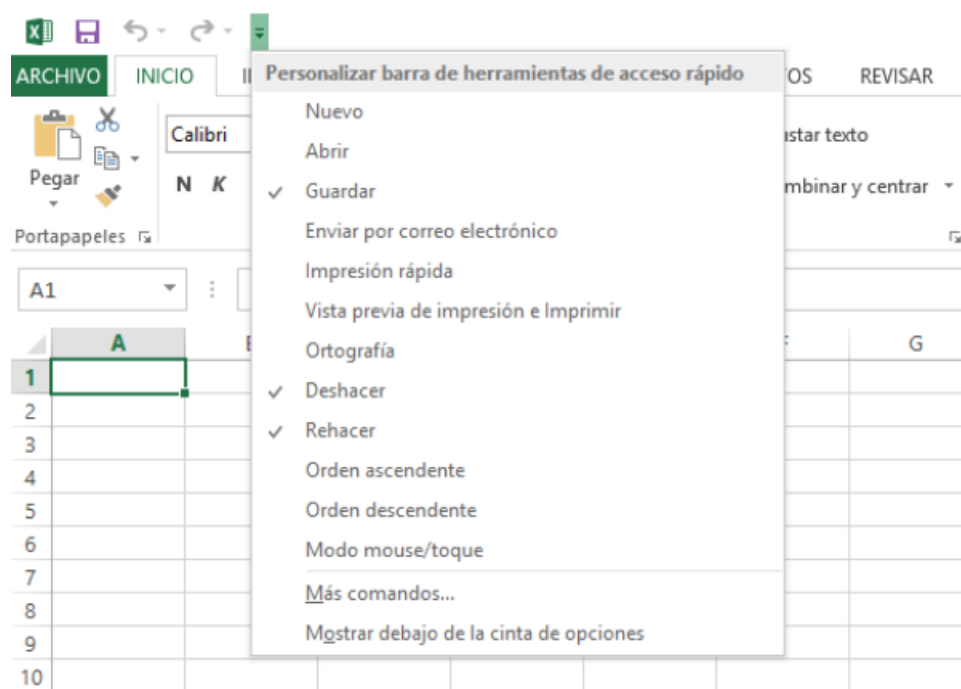 ARCHIVO INICIO
Personalizar barra de herramientas de acceso rápido
REVISAR
Nuevo
Calibri
texto
Abrir
Pegar
N K
Guardar
y centrar
Portapapeles
Enviar por correo electrónico
A1
Impresión rápida
Vista previa de impresión e Imprimir
A
G
Ortografía
1
Deshacer
2
Rehacer
3
Orden ascendente
4
Orden descendente
5
6
Modo mouse/toque
7
Más comandos...
8
Mostrar debajo de la cinta de opciones
9
10